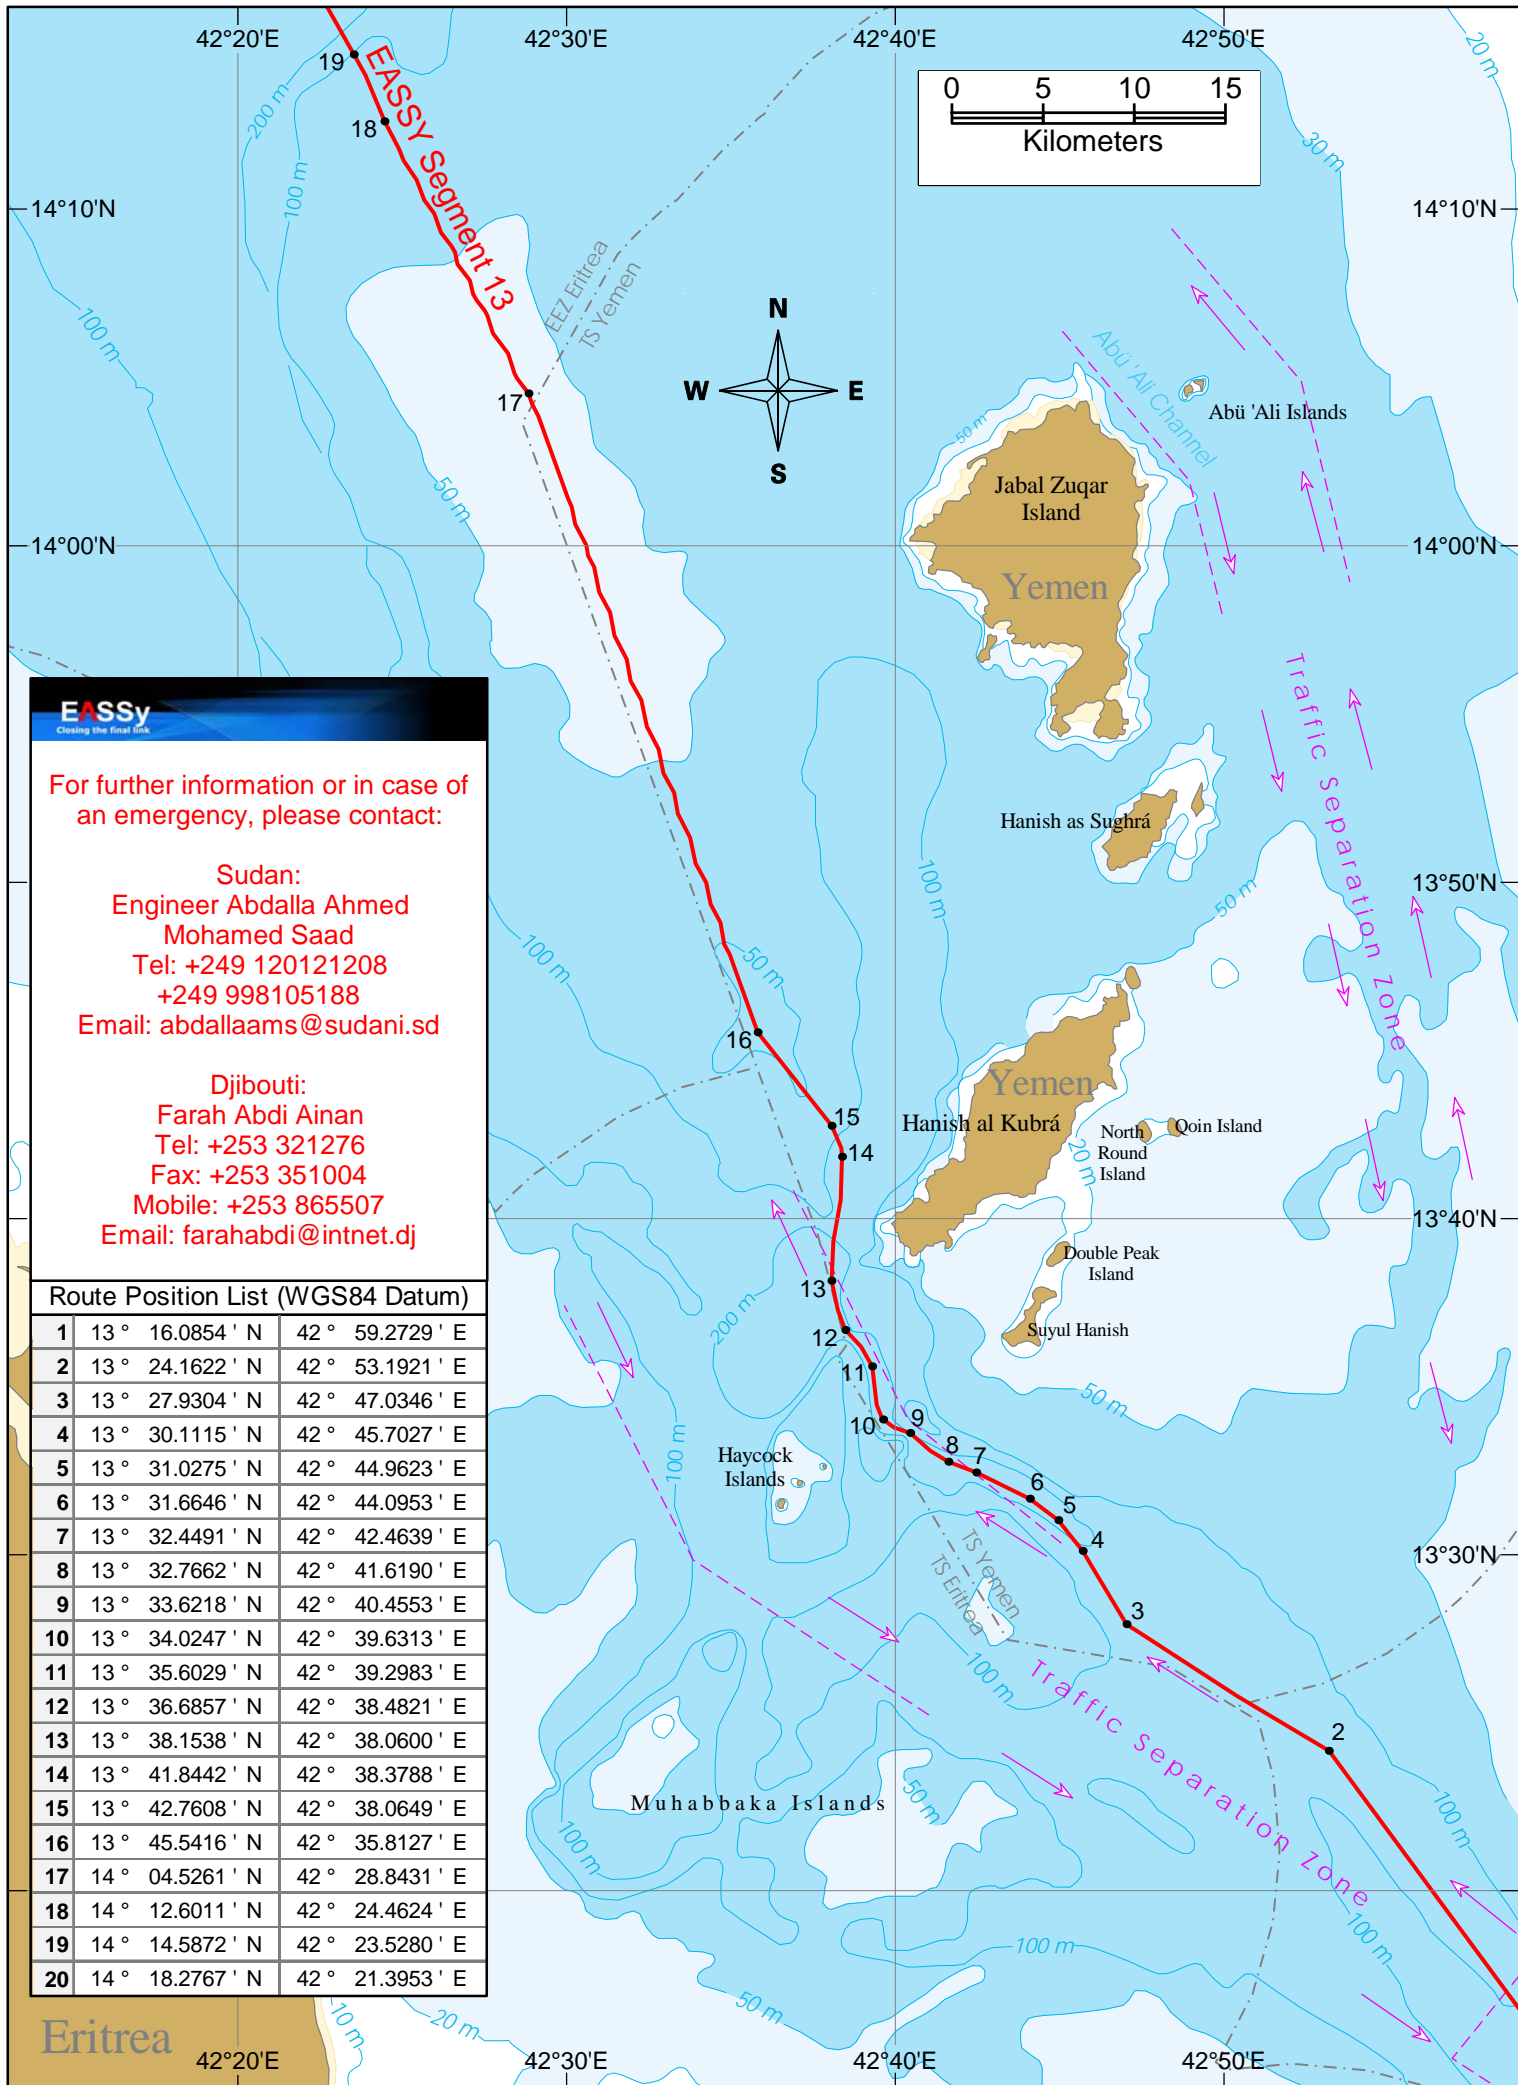 42°20'E
42°30'E
42°40'E
42°50'E
19
18
17
EASSY Segment 13
200 m
100 m
20 m
30 m
0 5 10 15
Kilometers
14°10'N
14°10'N
EEZ Eritrea
TS Yemen
100 m
N
W E
S
Abü 'Ali Channel
Abü 'Ali Islands
50 m
50 m
Jabal Zuqar
Island
Yemen
14°00'N
14°00'N
Traffic Separation Zone
Hanish as Sughrá
50 m
13°50'N
100 m
100 m
50 m
16
15
14
Yemen
Hanish al Kubrá
North
Round
Island
Qoin Island
20 m
13°40'N
Double Peak
Island
Suyul Hanish
13
12
11
10
9
8
7
6
5
4
3
2
200 m
50 m
100 m
Haycock
Islands
TS Yemen
TS Eritrea
13°30'N
100 m
Traffic Separation Zone
Muhabbaka Islands
50 m
100 m
100 m
100 m
100 m
50 m
10 m
20 m
Eritrea
42°20'E
42°30'E
42°40'E
42°50'E
EASSy
Closing the final link
For further information or in case of
an emergency, please contact:
Sudan:
Engineer Abdalla Ahmed
Mohamed Saad
Tel: +249 120121208
+249 998105188
Email: abdallaams@sudani.sd
Djibouti:
Farah Abdi Ainan
Tel: +253 321276
Fax: +253 351004
Mobile: +253 865507
Email: farahabdi@intnet.dj
Route Position List (WGS84 Datum)
1 13 ° 16.0854 ' N 42 ° 59.2729 ' E
2 13 ° 24.1622 ' N 42 ° 53.1921 ' E
3 13 ° 27.9304 ' N 42 ° 47.0346 ' E
4 13 ° 30.1115 ' N 42 ° 45.7027 ' E
5 13 ° 31.0275 ' N 42 ° 44.9623 ' E
6 13 ° 31.6646 ' N 42 ° 44.0953 ' E
7 13 ° 32.4491 ' N 42 ° 42.4639 ' E
8 13 ° 32.7662 ' N 42 ° 41.6190 ' E
9 13 ° 33.6218 ' N 42 ° 40.4553 ' E
10 13 ° 34.0247 ' N 42 ° 39.6313 ' E
11 13 ° 35.6029 ' N 42 ° 39.2983 ' E
12 13 ° 36.6857 ' N 42 ° 38.4821 ' E
13 13 ° 38.1538 ' N 42 ° 38.0600 ' E
14 13 ° 41.8442 ' N 42 ° 38.3788 ' E
15 13 ° 42.7608 ' N 42 ° 38.0649 ' E
16 13 ° 45.5416 ' N 42 ° 35.8127 ' E
17 14 ° 04.5261 ' N 42 ° 28.8431 ' E
18 14 ° 12.6011 ' N 42 ° 24.4624 ' E
19 14 ° 14.5872 ' N 42 ° 23.5280 ' E
20 14 ° 18.2767 ' N 42 ° 21.3953 ' E